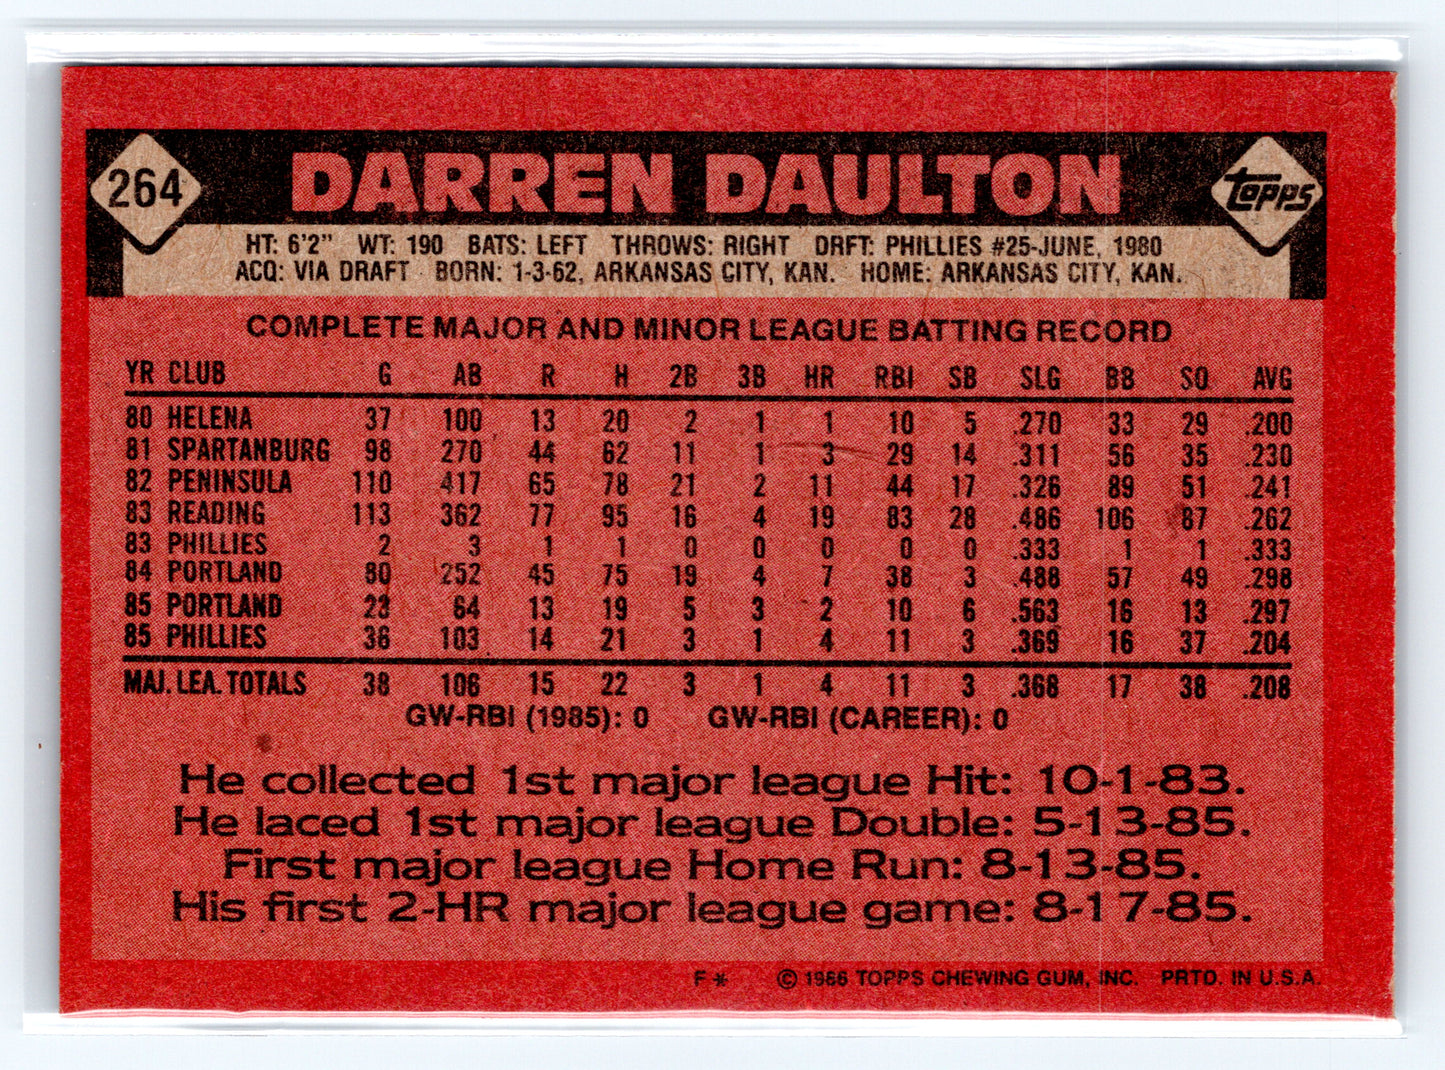 264 DARREN DAULTON Topps
HT: 6'2" WT: 190 BATS: LEFT THROWS: RIGHT DRFT: PHILLIES #25-JUNE, 1980
ACQ: VIA DRAFT BORN: 1-3-62, ARKANSAS CITY, KAN. HOME: ARKANSAS CITY, KAN.
COMPLETE MAJOR AND MINOR LEAGUE BATTING RECORD
YR CLUB G AB R H 2B 3B HR RBI SB SLG BB SO AVG
80 HELENA 37 100 13 20 2 1 1 10 5 .270 33 29 .200
81 SPARTANBURG 98 270 44 62 11 1 3 29 14 .311 56 35 .230
82 PENINSULA 110 417 65 78 21 2 11 44 17 .326 89 51 .241
83 READING 113 362 77 95 16 4 19 83 28 .486 106 87 .262
83 PHILLIES 2 3 1 1 0 0 0 0 0 .333 1 1 .333
84 PORTLAND 80 252 45 75 19 4 7 38 3 .488 57 49 .298
85 PORTLAND 23 64 13 19 5 3 2 10 6 .563 16 13 .297
85 PHILLIES 36 103 14 21 3 1 4 11 3 .369 16 37 .204
MAJ. LEA. TOTALS 38 106 15 22 3 1 4 11 3 .368 17 38 .208
GW-RBI (1985): 0 GW-RBI (CAREER): 0
He collected 1st major league Hit: 10-1-83.
He laced 1st major league Double: 5-13-85.
First major league Home Run: 8-13-85.
His first 2-HR major league game: 8-17-85.
F* © 1986 TOPPS CHEWING GUM, INC. PRTD. IN U.S.A.